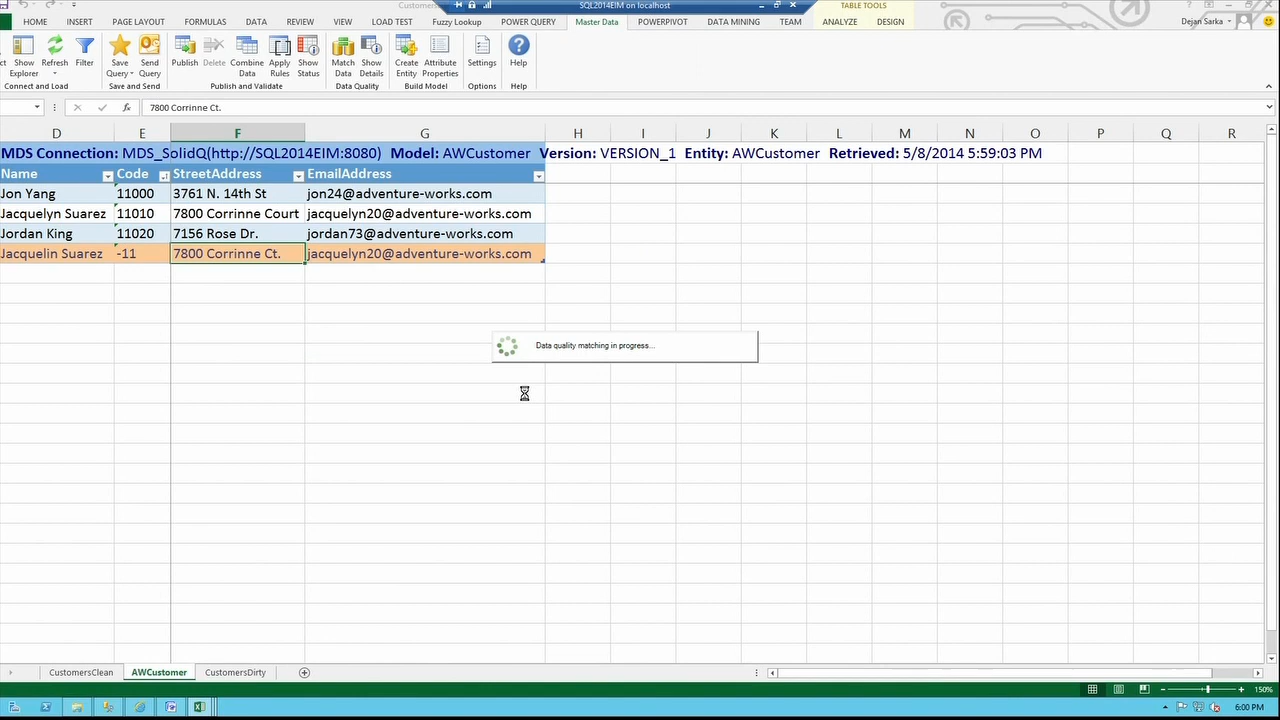 Customers
SQL2014EIM on localhost
TABLE TOOLS
HOME INSERT PAGE LAYOUT FORMULAS DATA REVIEW VIEW LOAD TEST Fuzzy Lookup POWER QUERY Master Data POWERPIVOT DATA MINING TEAM ANALYZE DESIGN Dejan Sarka
Show Explorer Refresh Filter Save Query Send Query Publish Delete Combine Data Apply Rules Show Status Match Data Show Details Create Entity Attribute Properties Settings Help
Connect and Load Save and Send Publish and Validate Data Quality Build Model Options Help
fx 7800 Corrinne Ct.
D E F G H I J K L M N O P Q R
MDS Connection: MDS_SolidQ(http://SQL2014EIM:8080) Model: AWCustomer Version: VERSION_1 Entity: AWCustomer Retrieved: 5/8/2014 5:59:03 PM
Name Code StreetAddress EmailAddress
Jon Yang 11000 3761 N. 14th St jon24@adventure-works.com
Jacquelyn Suarez 11010 7800 Corrinne Court jacquelyn20@adventure-works.com
Jordan King 11020 7156 Rose Dr. jordan73@adventure-works.com
Jacquelin Suarez -11 7800 Corrinne Ct. jacquelyn20@adventure-works.com
Data quality matching in progress...
CustomersClean AWCustomer CustomersDirty
150%
6:00 PM